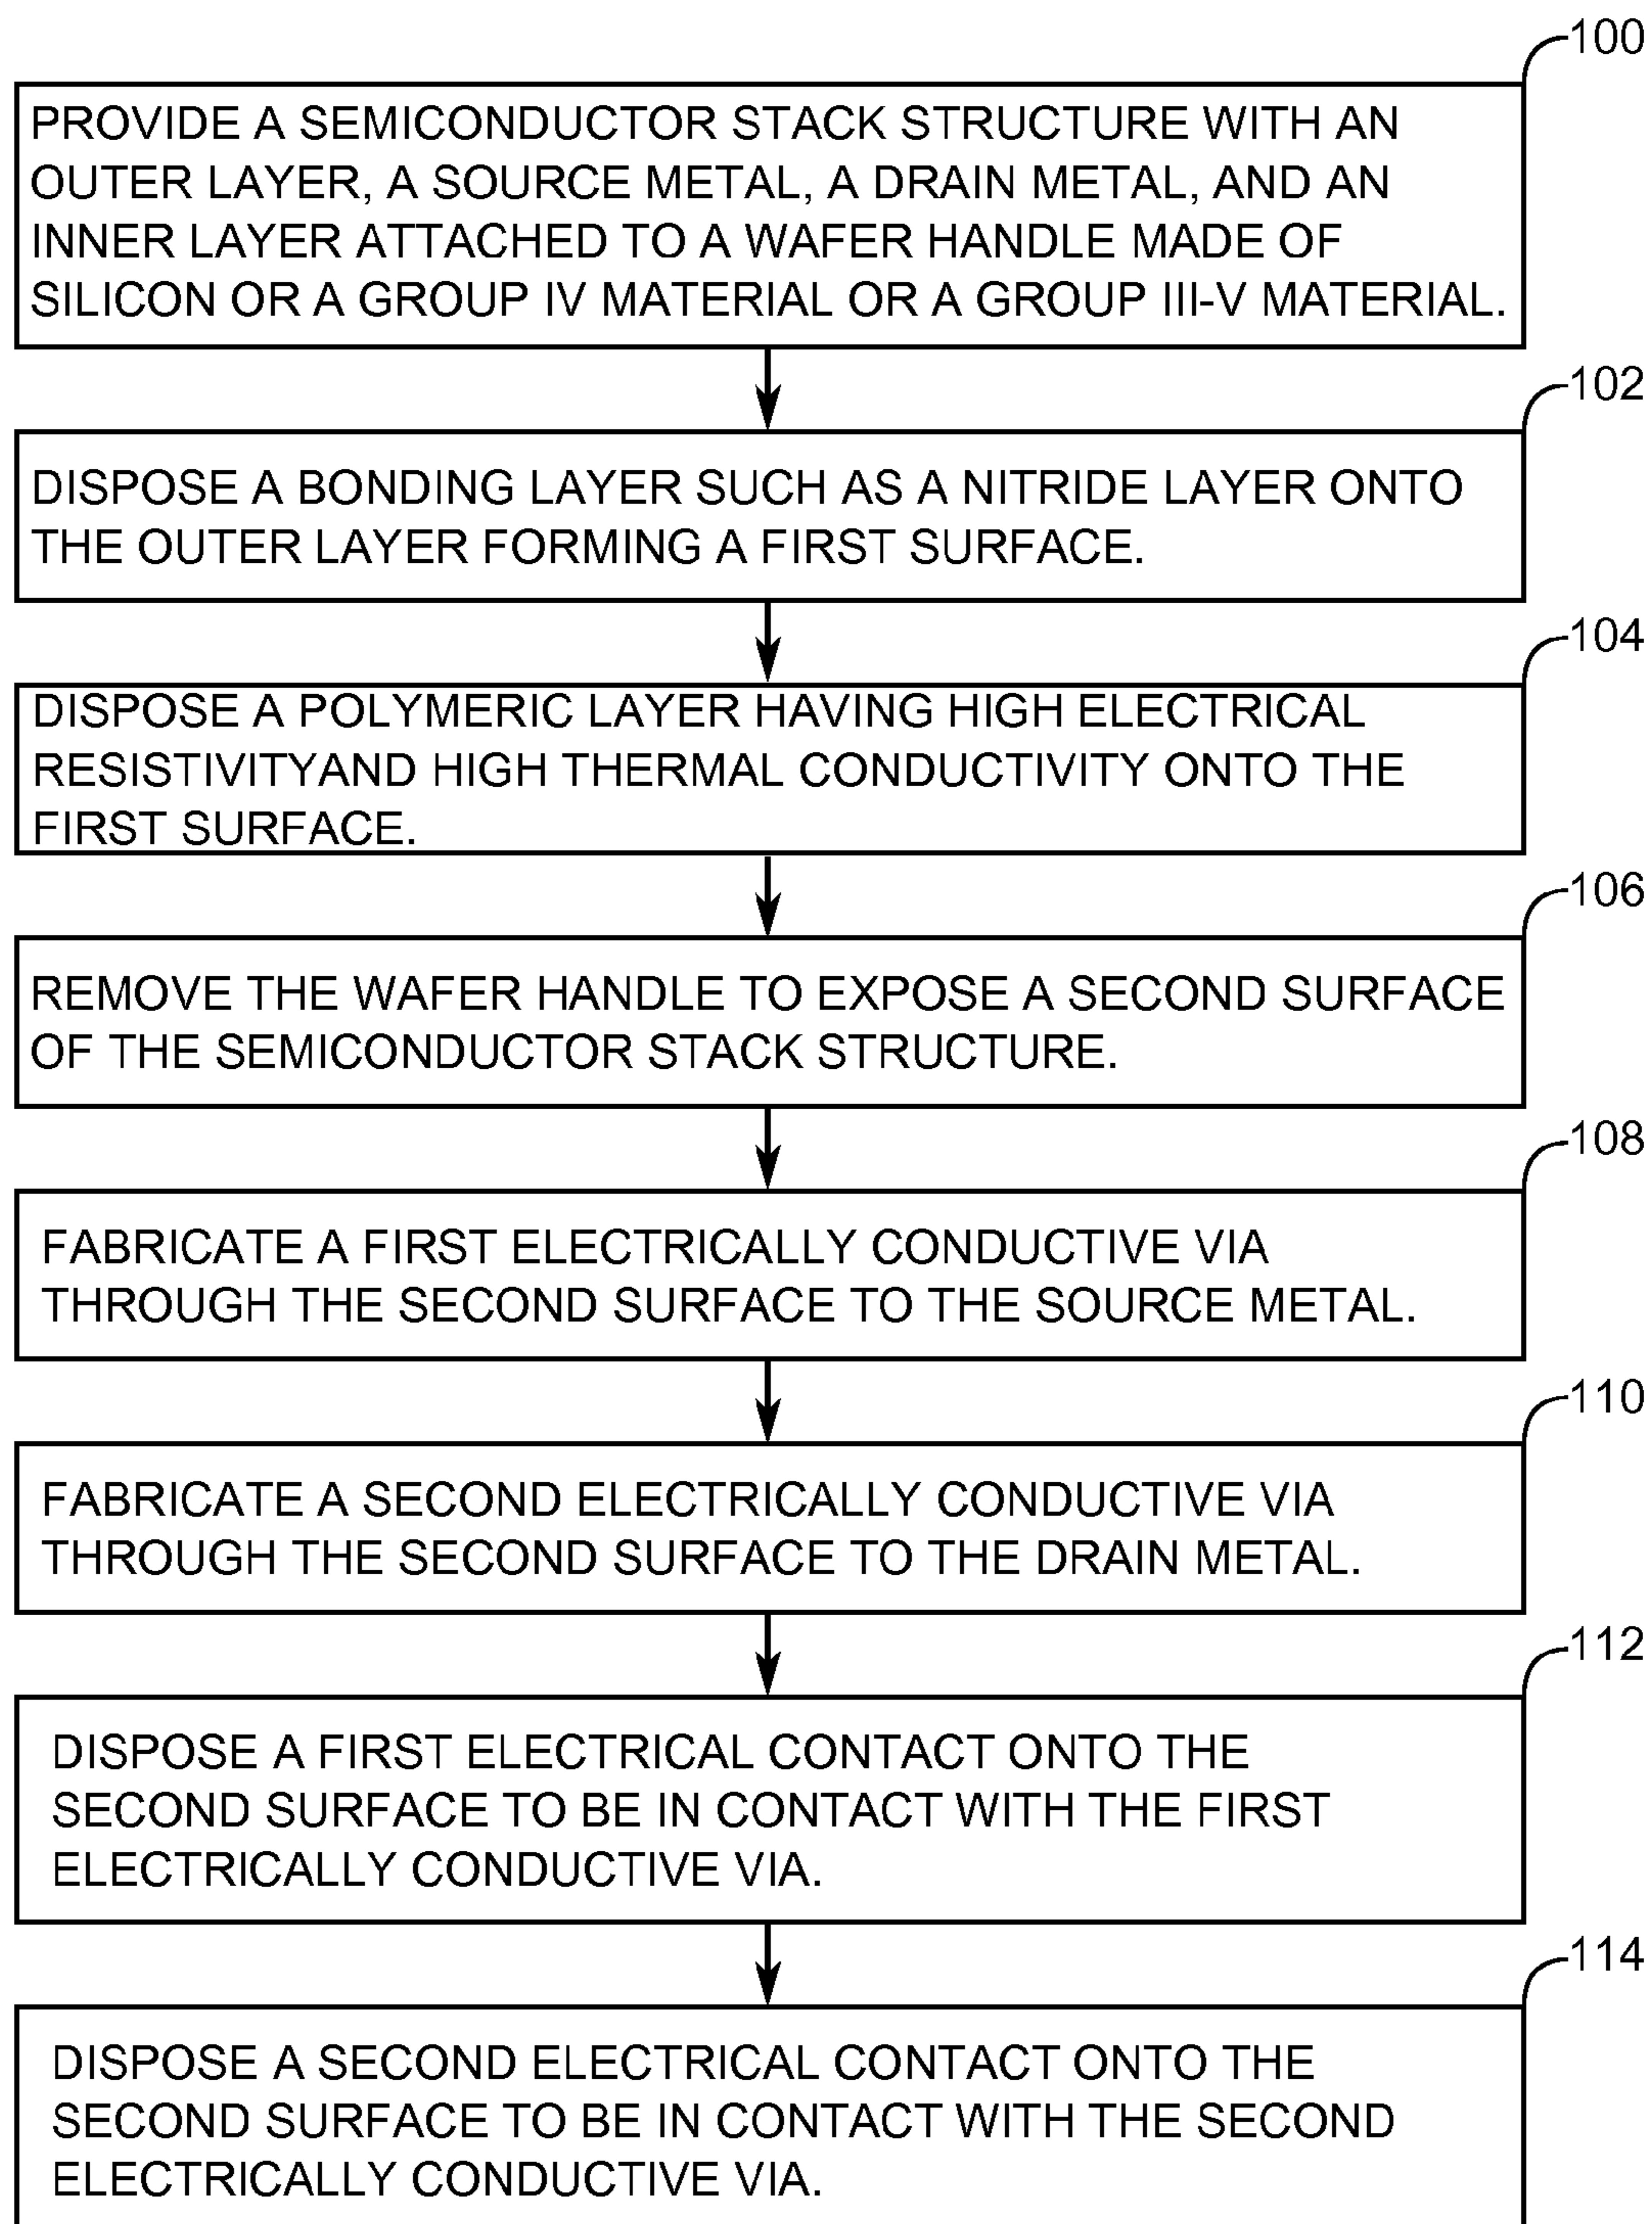 100
PROVIDE A SEMICONDUCTOR STACK STRUCTURE WITH AN
OUTER LAYER, A SOURCE METAL, A DRAIN METAL, AND AN
INNER LAYER ATTACHED TO A WAFER HANDLE MADE OF
SILICON OR A GROUP IV MATERIAL OR A GROUP III-V MATERIAL.
102
DISPOSE A BONDING LAYER SUCH AS A NITRIDE LAYER ONTO
THE OUTER LAYER FORMING A FIRST SURFACE.
104
DISPOSE A POLYMERIC LAYER HAVING HIGH ELECTRICAL
RESISTIVITYAND HIGH THERMAL CONDUCTIVITY ONTO THE
FIRST SURFACE.
106
REMOVE THE WAFER HANDLE TO EXPOSE A SECOND SURFACE
OF THE SEMICONDUCTOR STACK STRUCTURE.
108
FABRICATE A FIRST ELECTRICALLY CONDUCTIVE VIA
THROUGH THE SECOND SURFACE TO THE SOURCE METAL.
110
FABRICATE A SECOND ELECTRICALLY CONDUCTIVE VIA
THROUGH THE SECOND SURFACE TO THE DRAIN METAL.
112
DISPOSE A FIRST ELECTRICAL CONTACT ONTO THE
SECOND SURFACE TO BE IN CONTACT WITH THE FIRST
ELECTRICALLY CONDUCTIVE VIA.
114
DISPOSE A SECOND ELECTRICAL CONTACT ONTO THE
SECOND SURFACE TO BE IN CONTACT WITH THE SECOND
ELECTRICALLY CONDUCTIVE VIA.